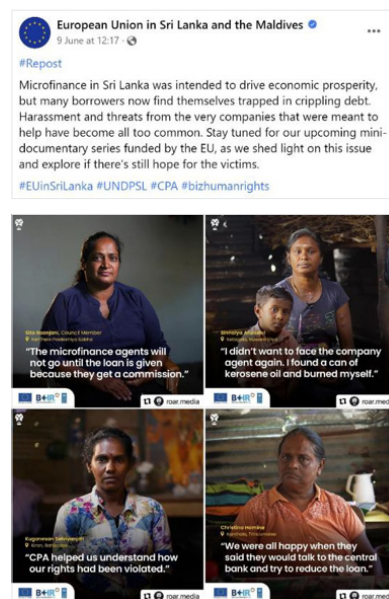 European Union in Sri Lanka and the Maldives
9 June at 12:17 ·
#Repost
Microfinance in Sri Lanka was intended to drive economic prosperity,
but many borrowers now find themselves trapped in crippling debt.
Harassment and threats from the very companies that were meant to
help have become all too common. Stay tuned for our upcoming mini-
documentary series funded by the EU, as we shed light on this issue
and explore if there's still hope for the victims.
#EUinSriLanka #UNDPSL #CPA #bizhumanrights
Council Member
"The microfinance agents will
not go until the loan is given
because they get a commission."
B+HR
roar.media
"I didn't want to face the company
agent again. I found a can of
kerosene oil and burned myself."
B+HR
roar.media
"CPA helped us understand how
our rights had been violated."
B+HR
roar.media
Christina
"We were all happy when they
said they would talk to the central
bank and try to reduce the loan."
B+HR
roar.media